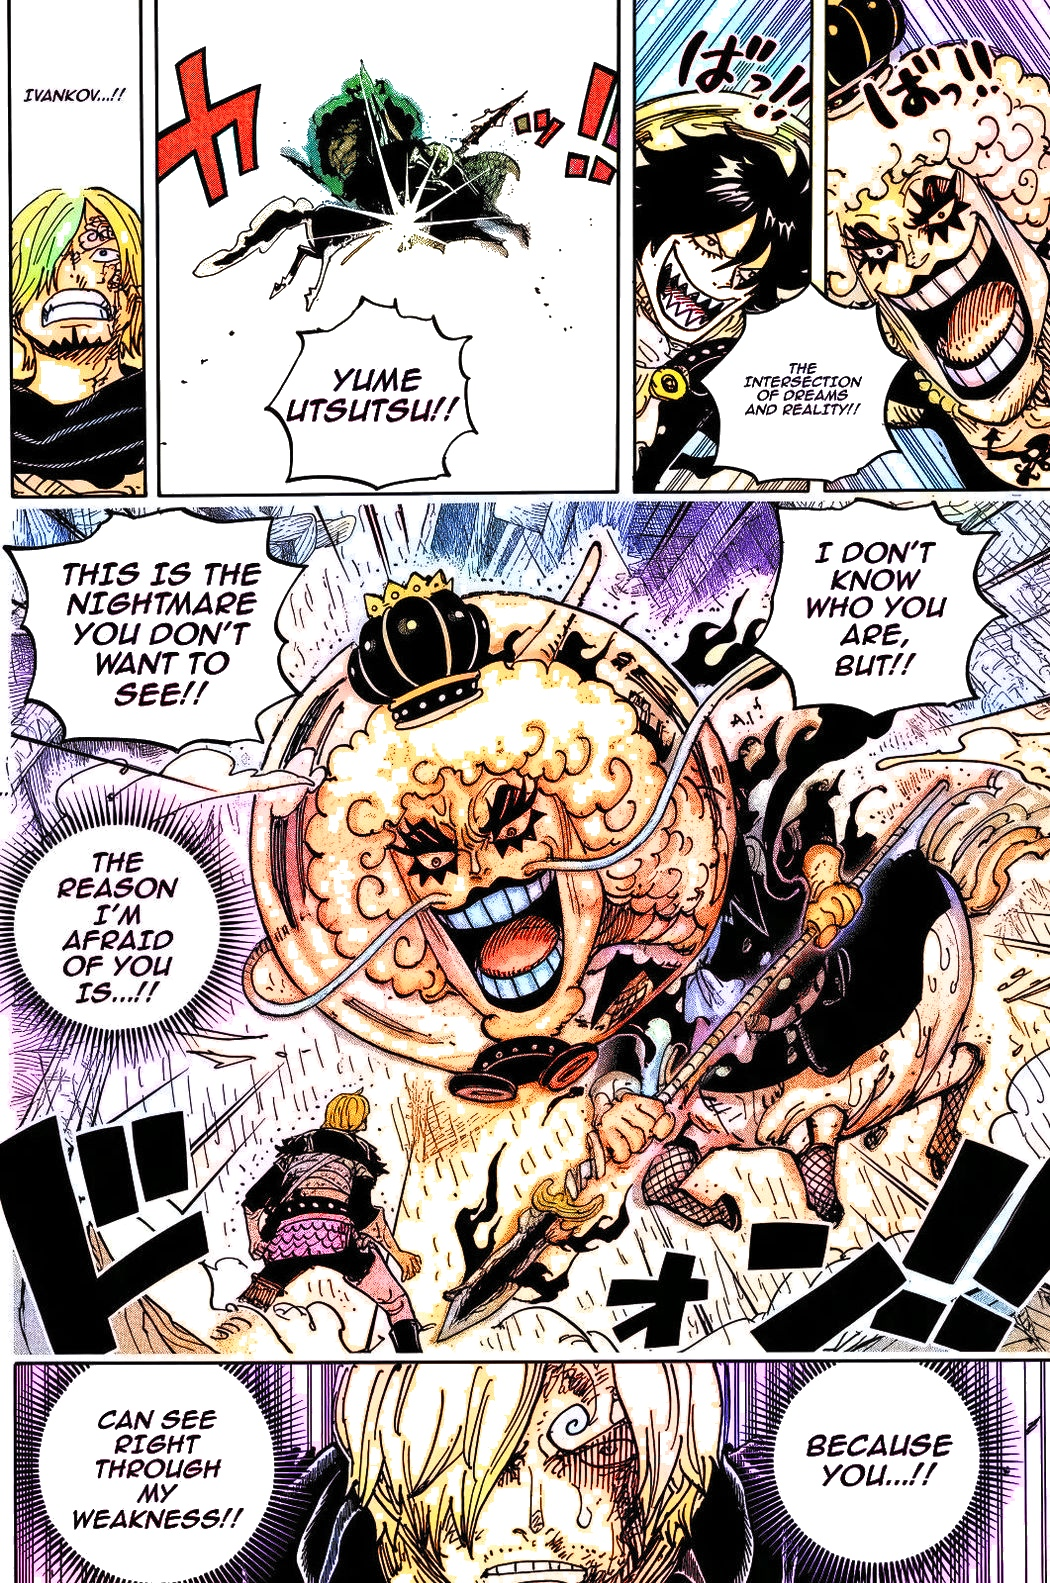 ばっ!!
ばっ!!
THE
INTERSECTION
OF DREAMS
AND REALITY!!
カッ!!
YUME
UTSUTSU!!
IVANKOV...!!
I DON'T
KNOW
WHO YOU
ARE,
BUT!!
THIS IS THE
NIGHTMARE
YOU DON'T
WANT TO
SEE!!
THE
REASON
I'M
AFRAID
OF YOU
IS...!!
ドォン!!
BECAUSE
YOU...!!
CAN SEE
RIGHT
THROUGH
MY
WEAKNESS!!